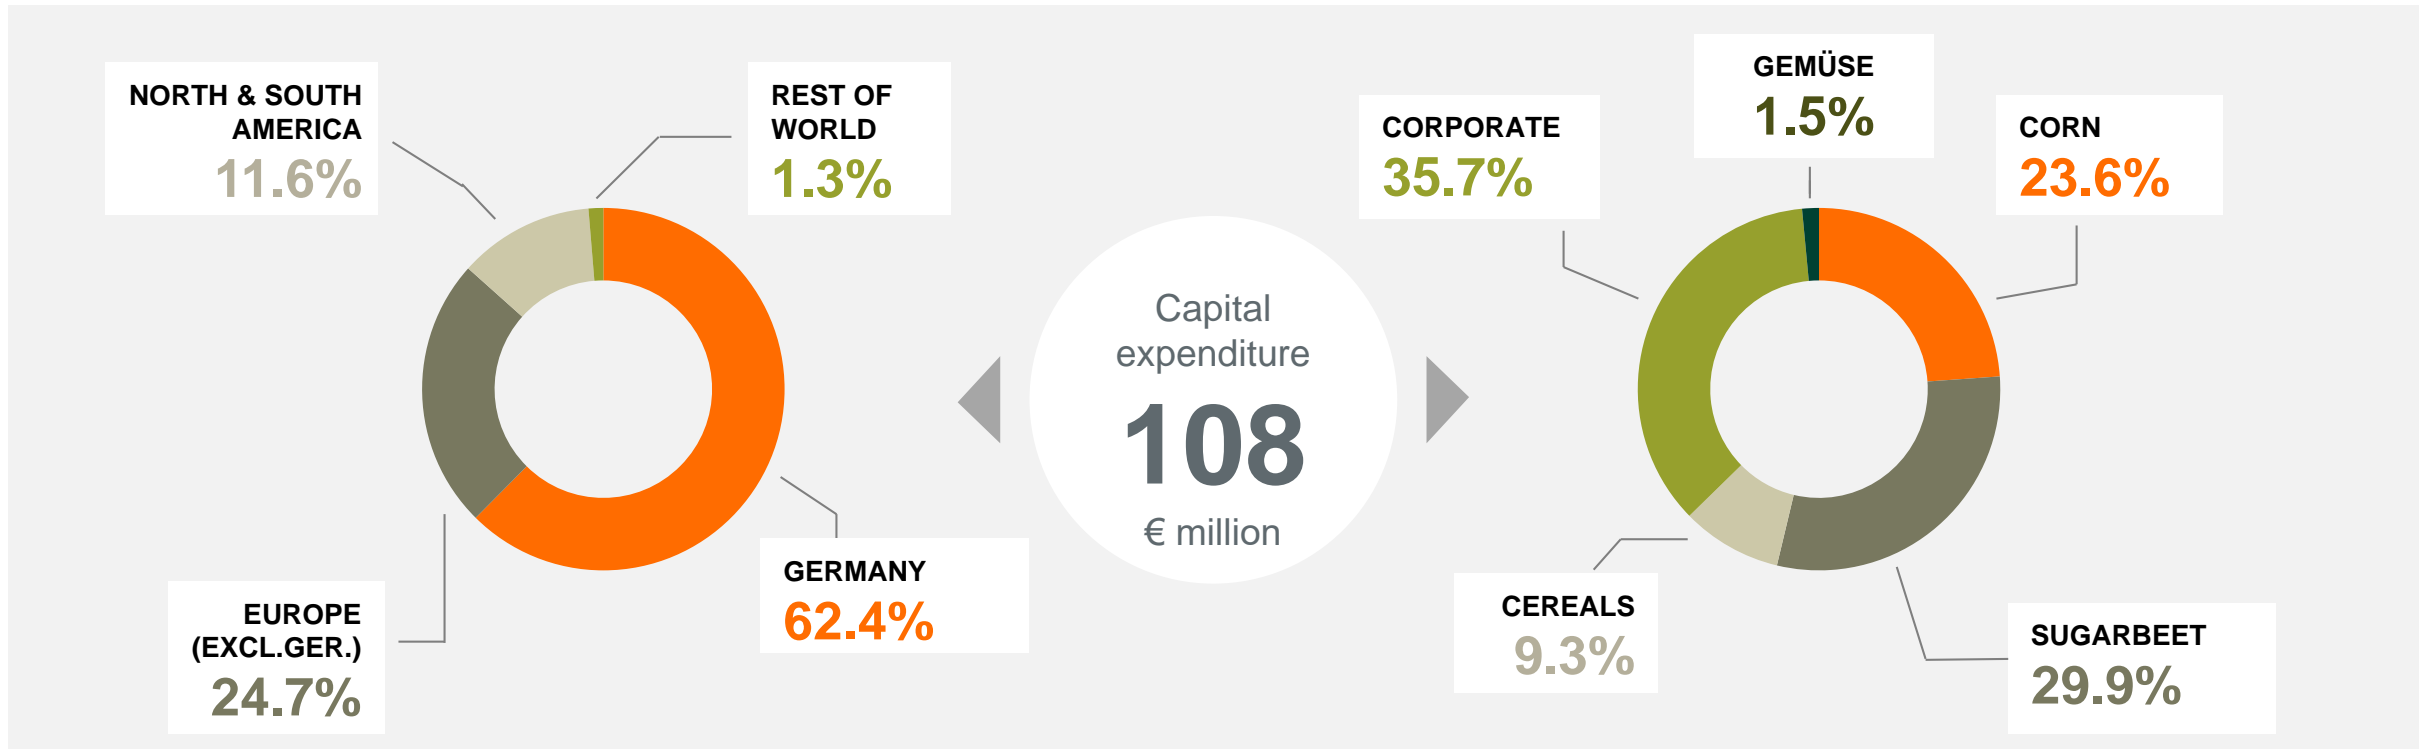 NORTH & SOUTH
AMERICA
11.6%
REST OF
WORLD
1.3%
EUROPE
(EXCL.GER.)
24.7%
GERMANY
62.4%
Capital
expenditure
108
€ million
CORPORATE
35.7%
GEMÜSE
1.5%
CORN
23.6%
CEREALS
9.3%
SUGARBEET
29.9%